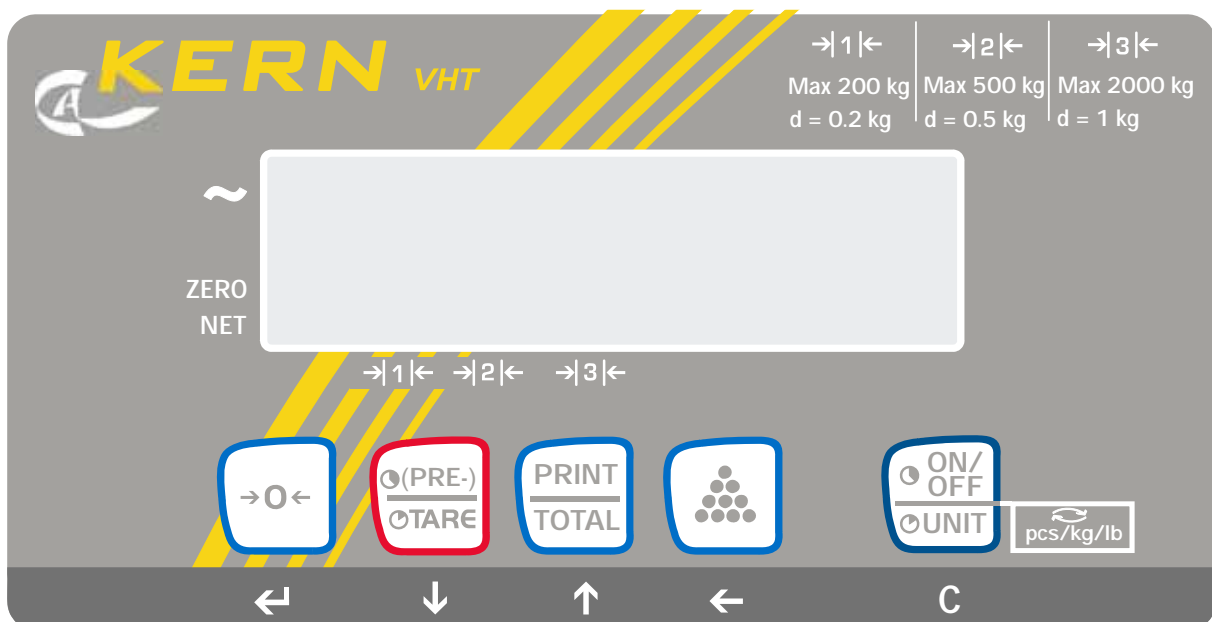 A
KERN VHT
→|1|← →|2|← →|3|←
Max 200 kg Max 500 kg Max 2000 kg
d = 0.2 kg d = 0.5 kg d = 1 kg
~
ZERO
NET
→|1|← →|2|← →|3|←
→0←
(PRE-)
TARE
PRINT
TOTAL
ON/
OFF
UNIT
pcs/kg/lb
↵ ↓ ↑ ← C